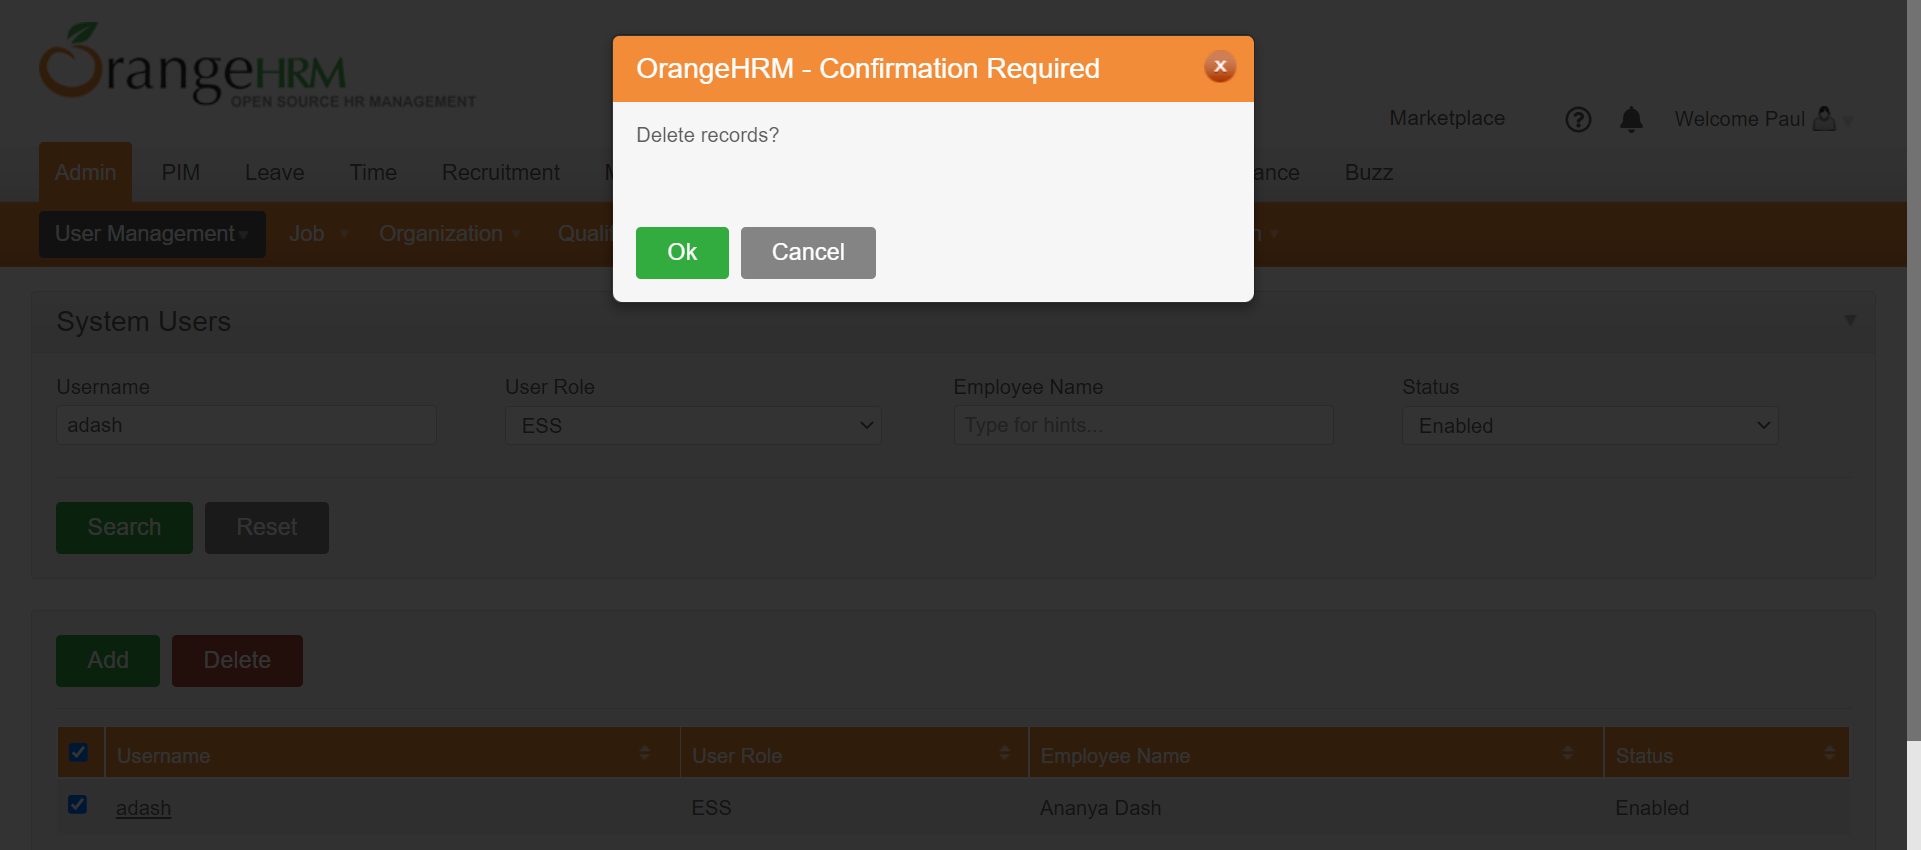 OrangeHRM
OPEN SOURCE HR MANAGEMENT
OrangeHRM - Confirmation Required
x
Delete records?
Ok Cancel
Marketplace ? Welcome Paul
Admin PIM Leave Time Recruitment Buzz
User Management Job Organization
System Users
Username User Role Employee Name Status
adash ESS Type for hints... Enabled
Search Reset
Add Delete
Username User Role Employee Name Status
adash ESS Ananya Dash Enabled